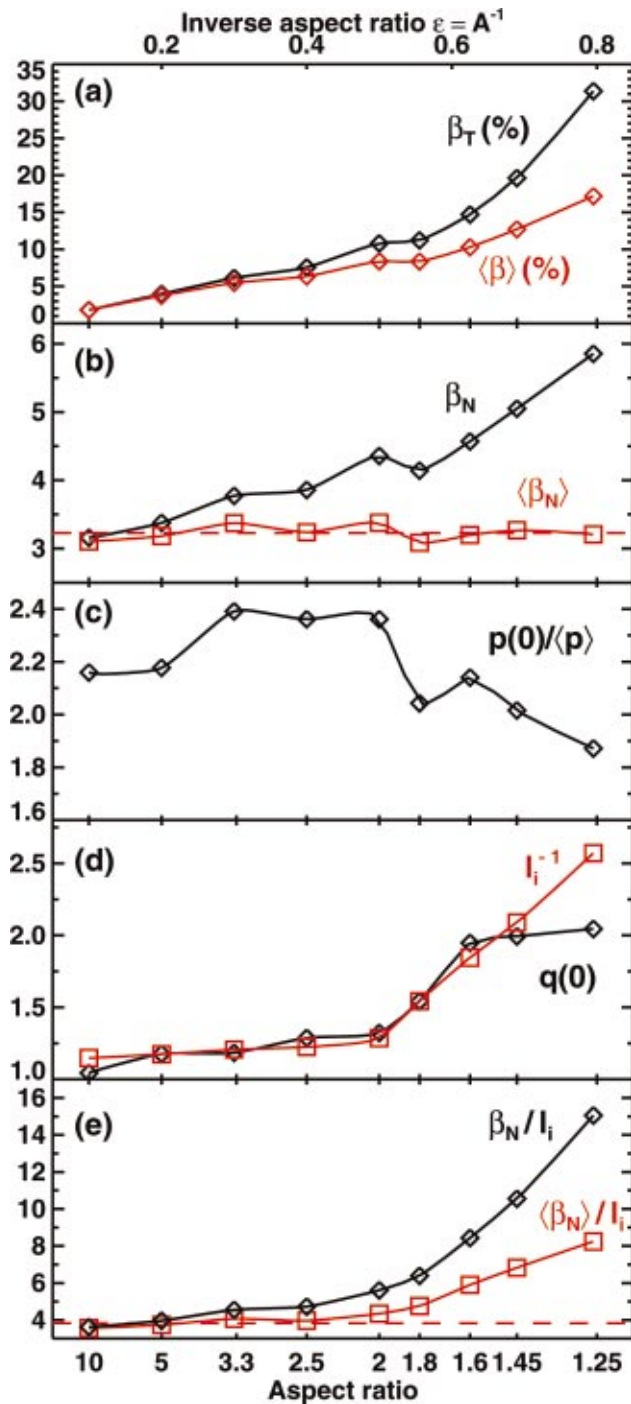 Inverse aspect ratio ε = A⁻¹
0.2 0.4 0.6 0.8
35
30
25
20
15
10
5
0
(a)
β_T (%)
⟨β⟩ (%)
6
5
4
3
(b)
β_N
⟨β_N⟩
2.4
2.2
2.0
1.8
1.6
(c)
p(0)/⟨p⟩
2.5
2.0
1.5
1.0
(d)
l_i⁻¹
q(0)
16
14
12
10
8
6
4
(e)
β_N / l_i
⟨β_N⟩ / l_i
10 5 3.3 2.5 2 1.8 1.6 1.45 1.25
Aspect ratio